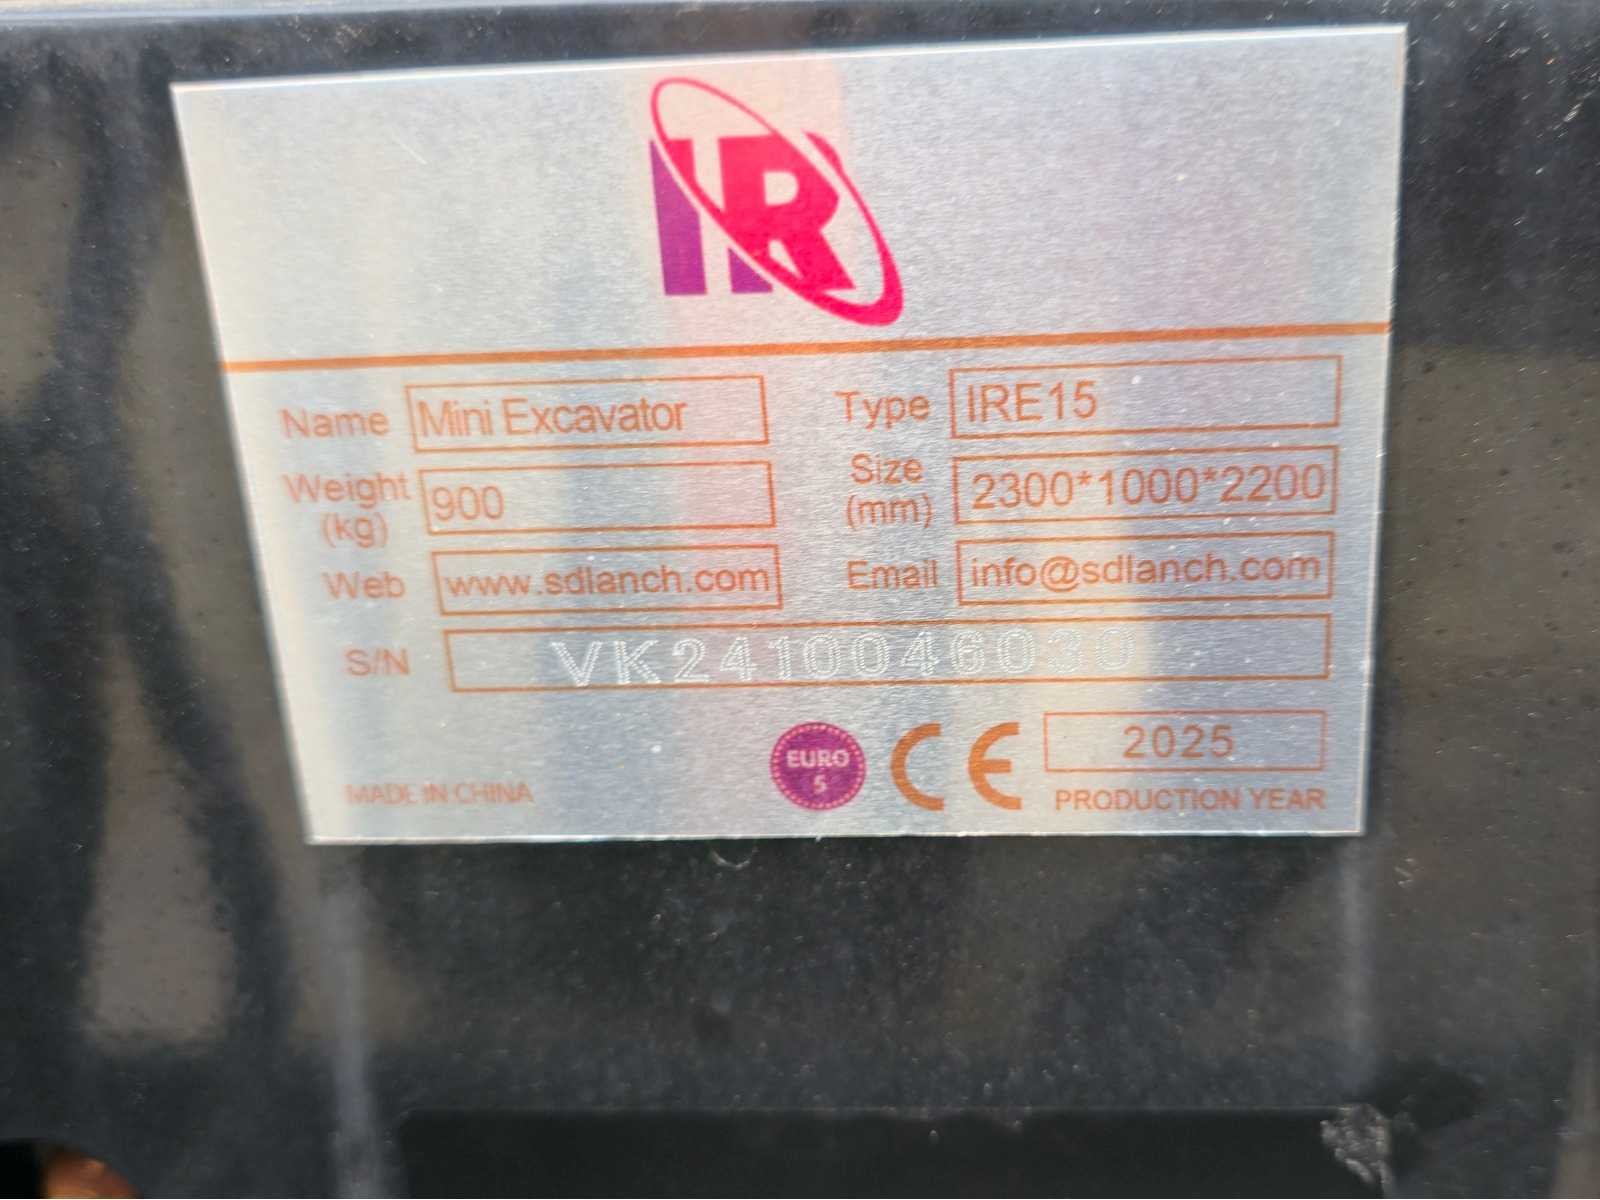 IR
Name Mini Excavator Type IRE15
Weight (kg) 900 Size (mm) 2300*1000*2200
Web www.sdlanch.com Email info@sdlanch.com
S/N VK2410046030
EURO 5 CE 2025
MADE IN CHINA PRODUCTION YEAR